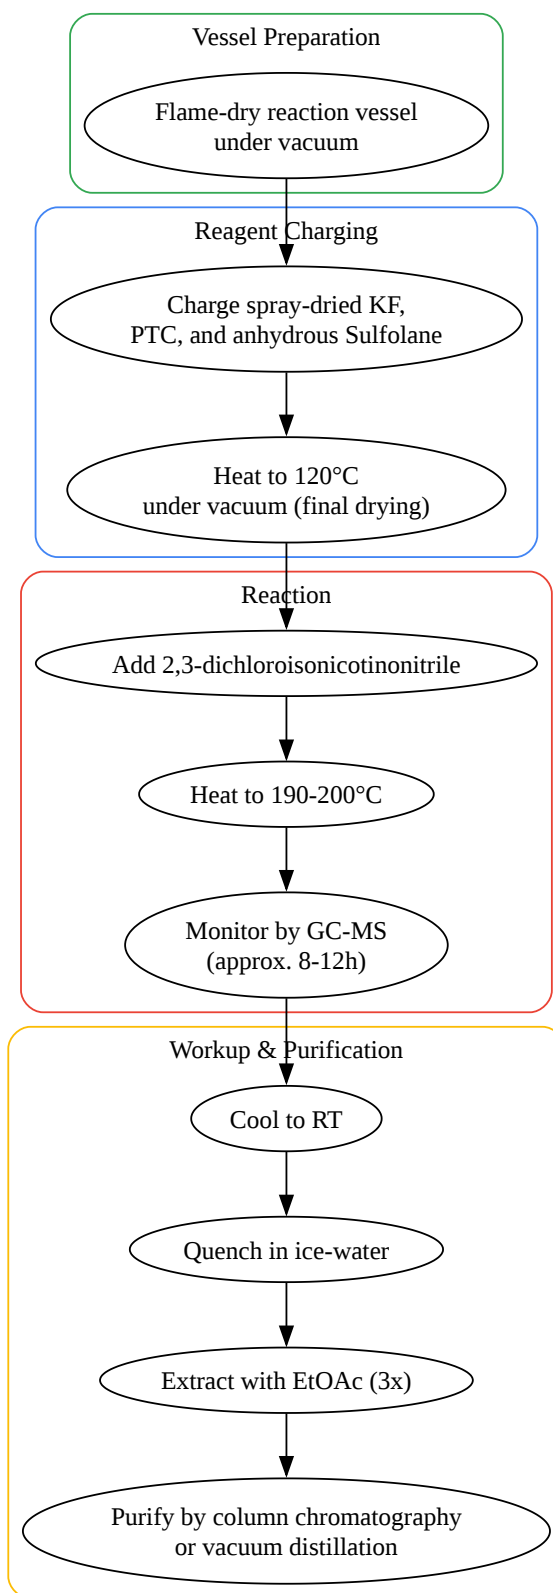 Vessel Preparation
Flame-dry reaction vessel
under vacuum
Reagent Charging
Charge spray-dried KF,
PTC, and anhydrous Sulfolane
Heat to 120°C
under vacuum (final drying)
Reaction
Add 2,3-dichloroisonicotinonitrile
Heat to 190-200°C
Monitor by GC-MS
(approx. 8-12h)
Workup & Purification
Cool to RT
Quench in ice-water
Extract with EtOAc (3x)
Purify by column chromatography
or vacuum distillation